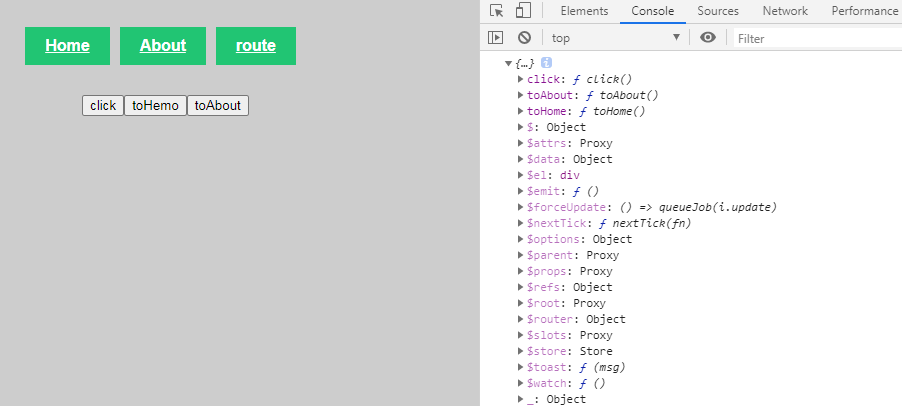 Home About route
click toHemo toAbout
Elements Console Sources Network Performance
top Filter
{…} i
click: ƒ click()
toAbout: ƒ toAbout()
toHome: ƒ toHome()
$: Object
$attrs: Proxy
$data: Object
$el: div
$emit: ƒ ()
$forceUpdate: () => queueJob(i.update)
$nextTick: ƒ nextTick(fn)
$options: Object
$parent: Proxy
$props: Proxy
$refs: Object
$root: Proxy
$router: Object
$slots: Proxy
$store: Store
$toast: ƒ (msg)
$watch: ƒ ()
_: Object